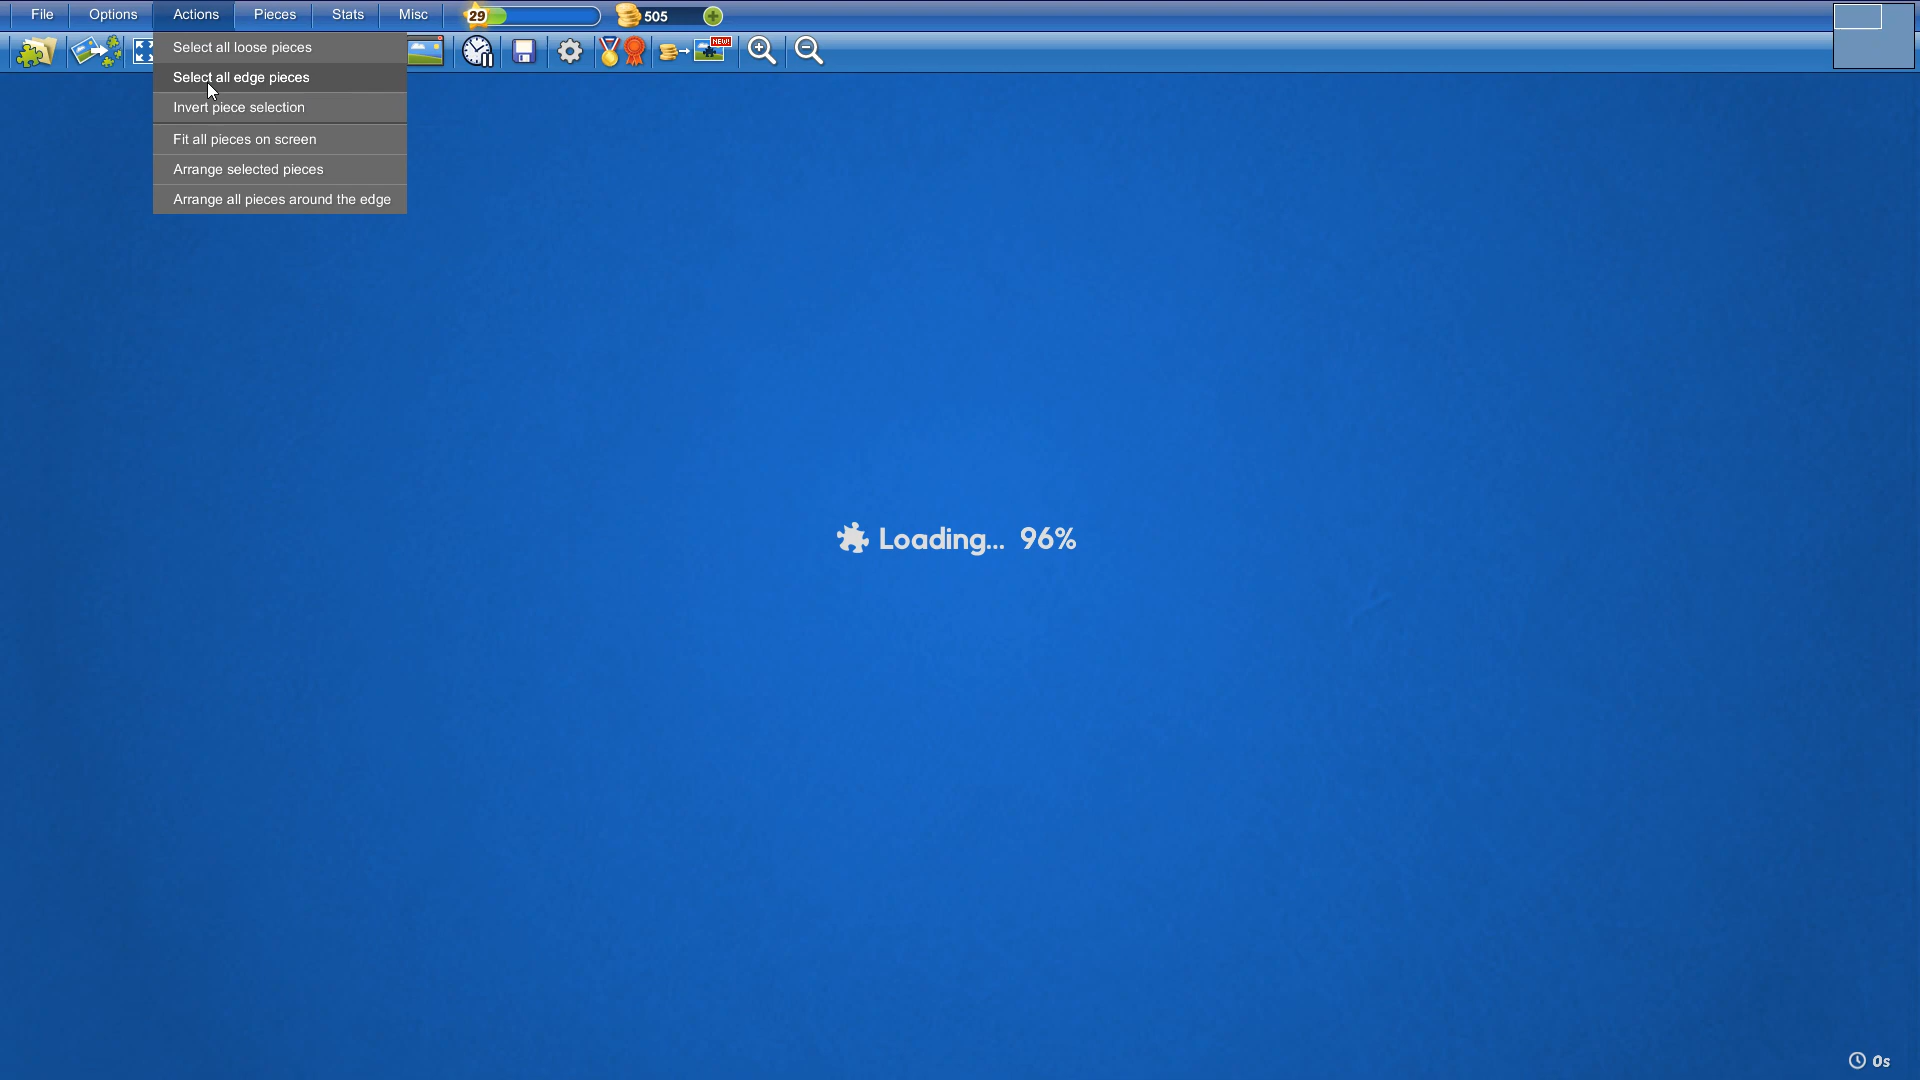 File Options Actions Pieces Stats Misc 29 505
NEW!
Select all loose pieces
Select all edge pieces
Invert piece selection
Fit all pieces on screen
Arrange selected pieces
Arrange all pieces around the edge
Loading... 96%
0s